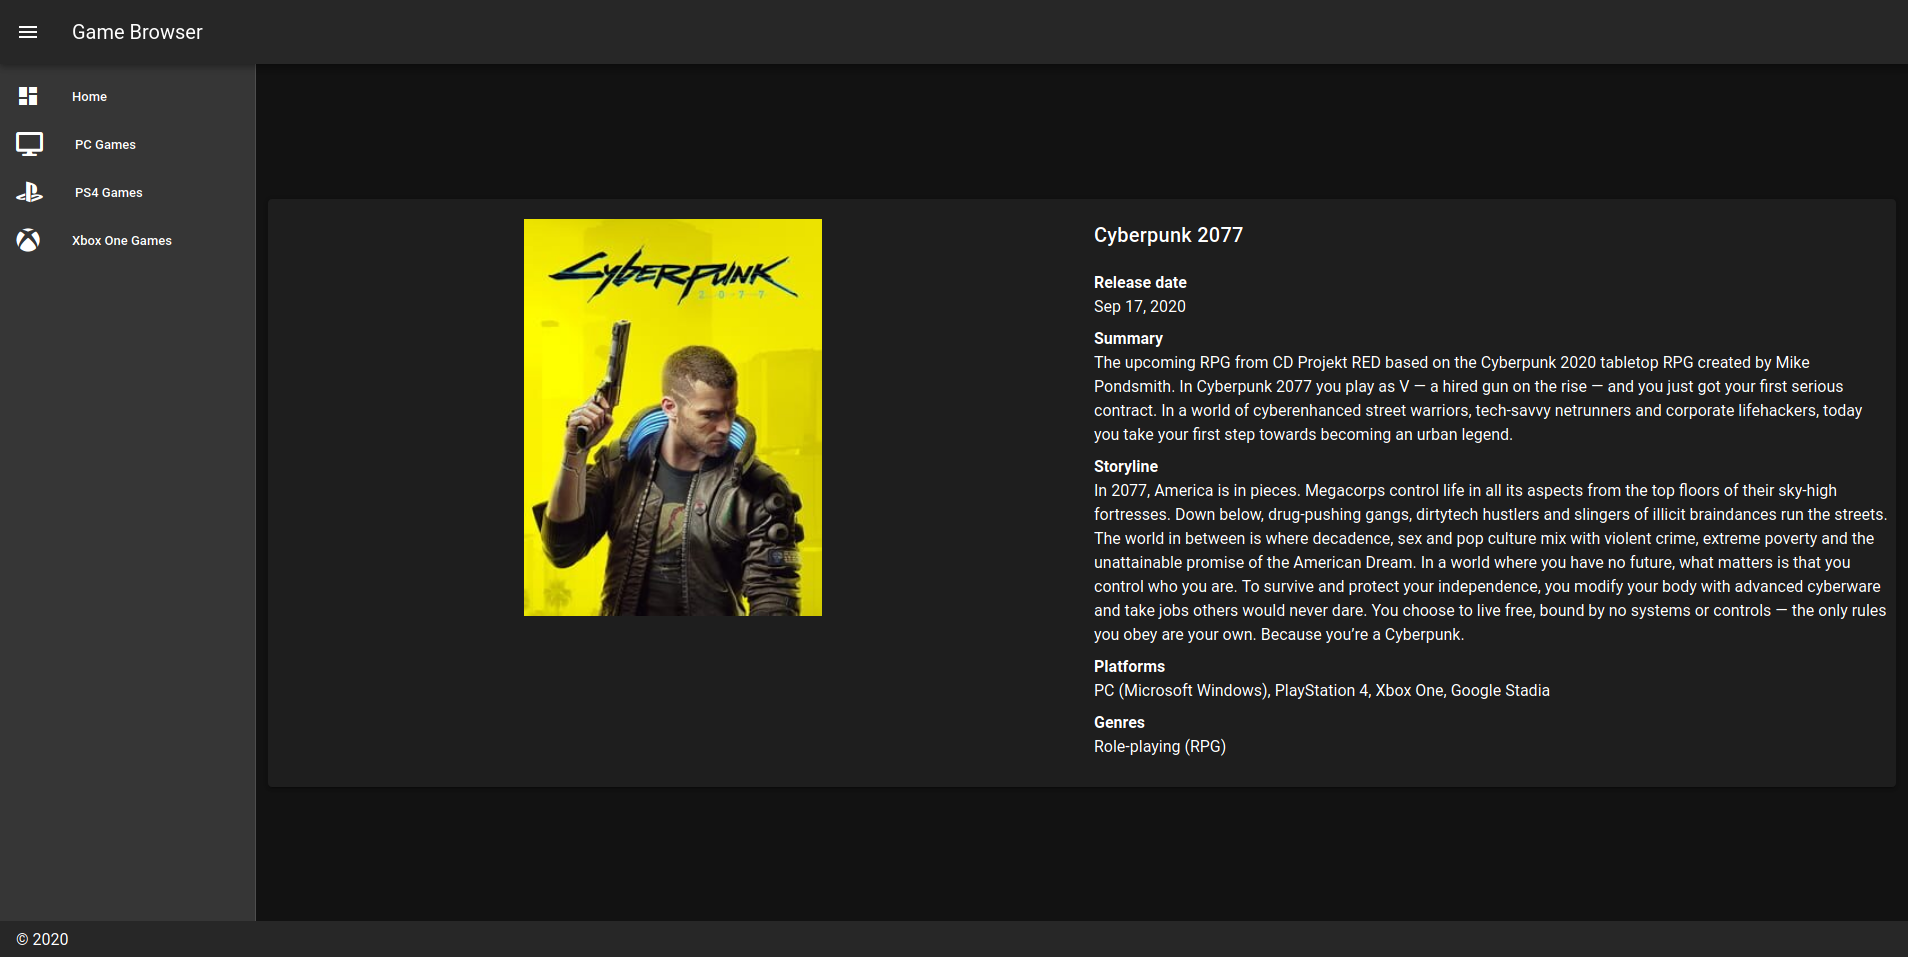 Game Browser
Home
PC Games
PS4 Games
Xbox One Games
CYBERPUNK
2077
Cyberpunk 2077
Release date
Sep 17, 2020
Summary
The upcoming RPG from CD Projekt RED based on the Cyberpunk 2020 tabletop RPG created by Mike
Pondsmith. In Cyberpunk 2077 you play as V — a hired gun on the rise — and you just got your first serious
contract. In a world of cyberenhanced street warriors, tech-savvy netrunners and corporate lifehackers, today
you take your first step towards becoming an urban legend.
Storyline
In 2077, America is in pieces. Megacorps control life in all its aspects from the top floors of their sky-high
fortresses. Down below, drug-pushing gangs, dirtytech hustlers and slingers of illicit braindances run the streets.
The world in between is where decadence, sex and pop culture mix with violent crime, extreme poverty and the
unattainable promise of the American Dream. In a world where you have no future, what matters is that you
control who you are. To survive and protect your independence, you modify your body with advanced cyberware
and take jobs others would never dare. You choose to live free, bound by no systems or controls — the only rules
you obey are your own. Because you’re a Cyberpunk.
Platforms
PC (Microsoft Windows), PlayStation 4, Xbox One, Google Stadia
Genres
Role-playing (RPG)
© 2020